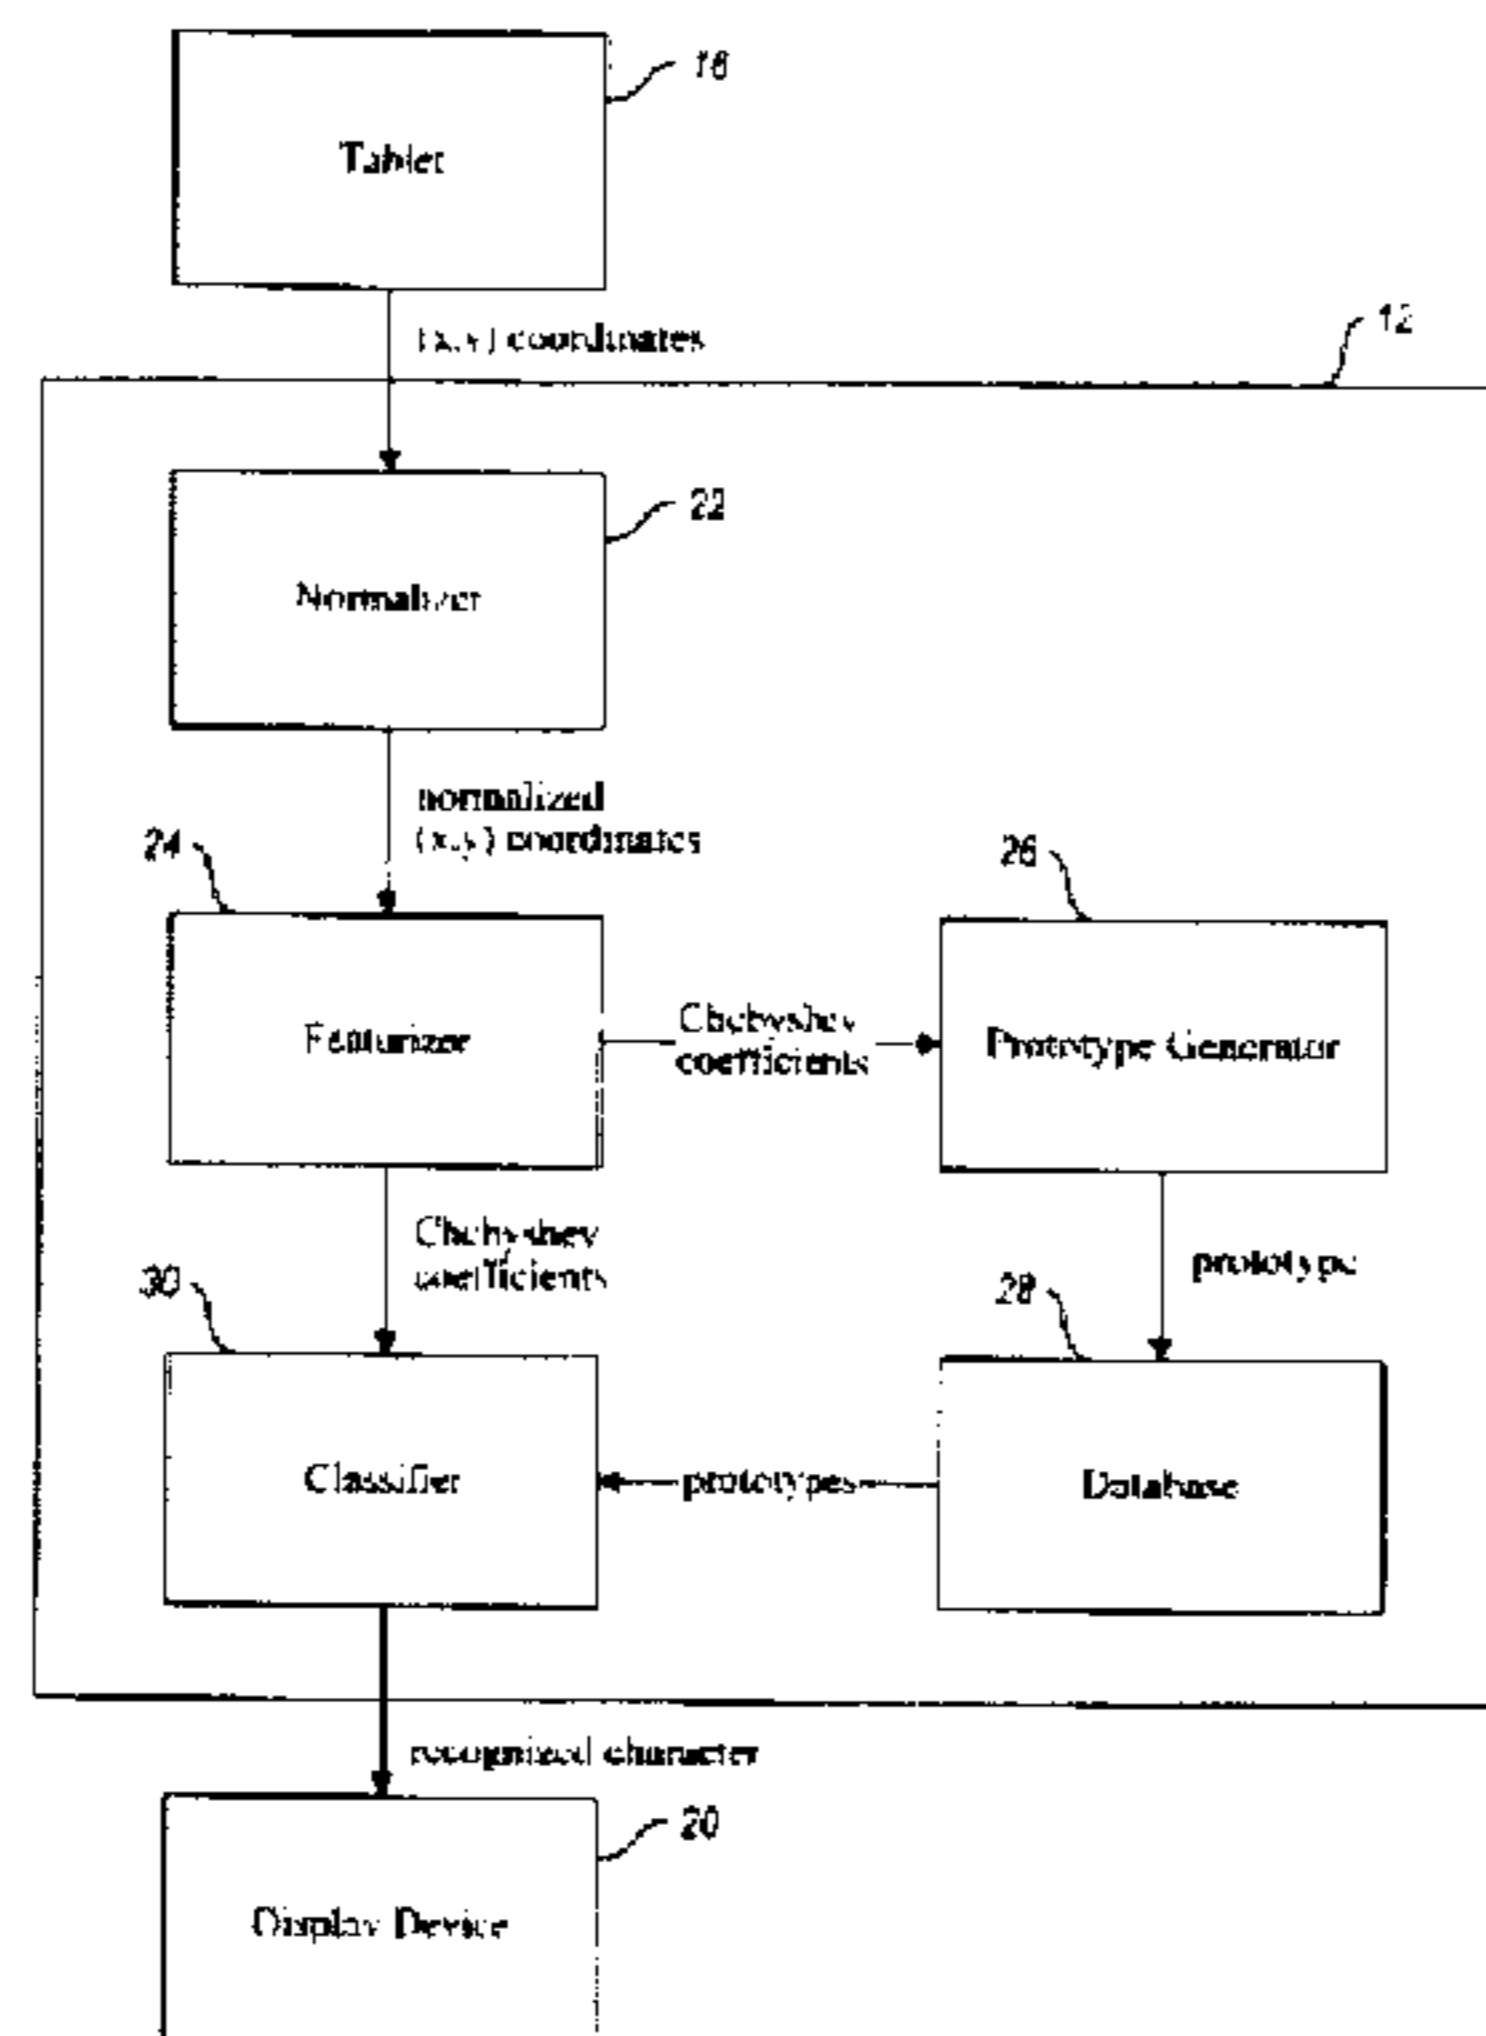 Tablet
16
(x,y) coordinates
12
Normalizer
22
normalized
(x,y) coordinates
24
26
Featurizer
Chebyshev
coefficients
Prototype Generator
Chebyshev
coefficients
prototype
30
28
Classifier
prototypes
Database
recognized character
Display Device
20